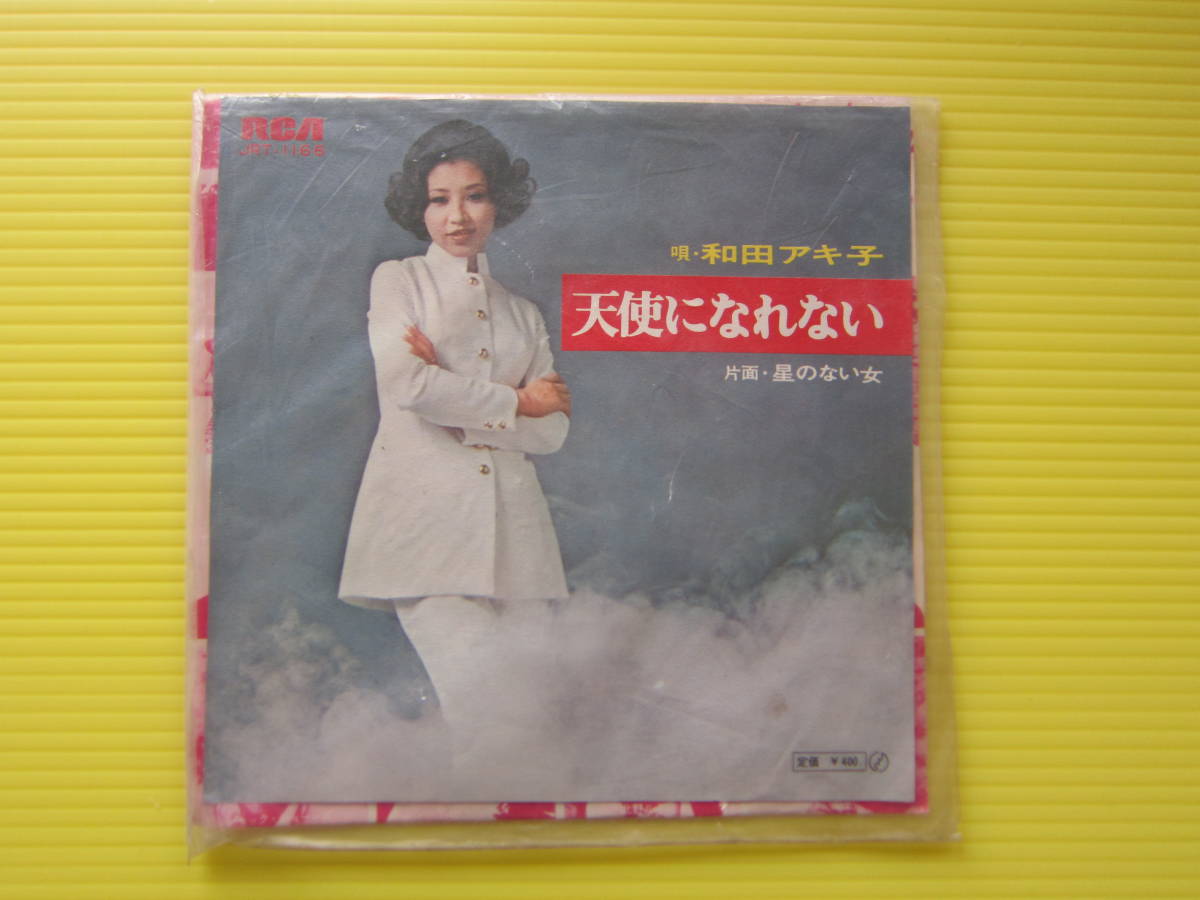 RCA
JRT-1166
唄・和田アキ子
天使になれない
片面・星のない女
定価 ￥400